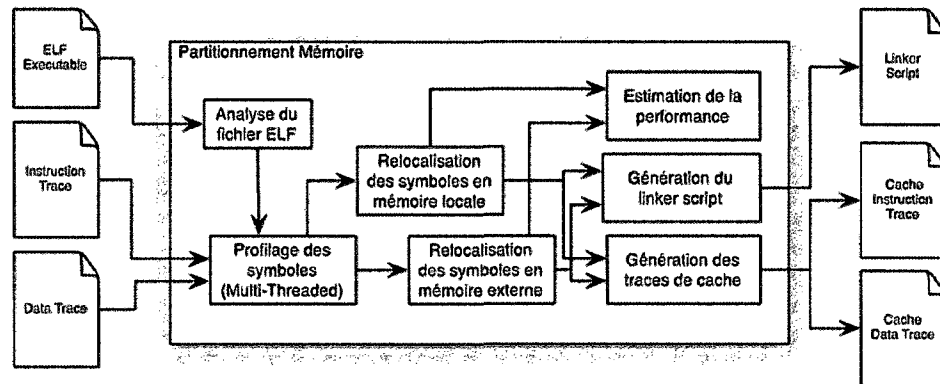 ELF
Executable
Instruction
Trace
Data Trace
Partitionnement Mémoire
Analyse du
fichier ELF
Profilage des
symboles
(Multi-Threaded)
Relocalisation
des symboles en
mémoire locale
Relocalisation
des symboles en
mémoire externe
Estimation de la
performance
Génération du
linker script
Génération des
traces de cache
Linker
Script
Cache
Instruction
Trace
Cache
Data Trace